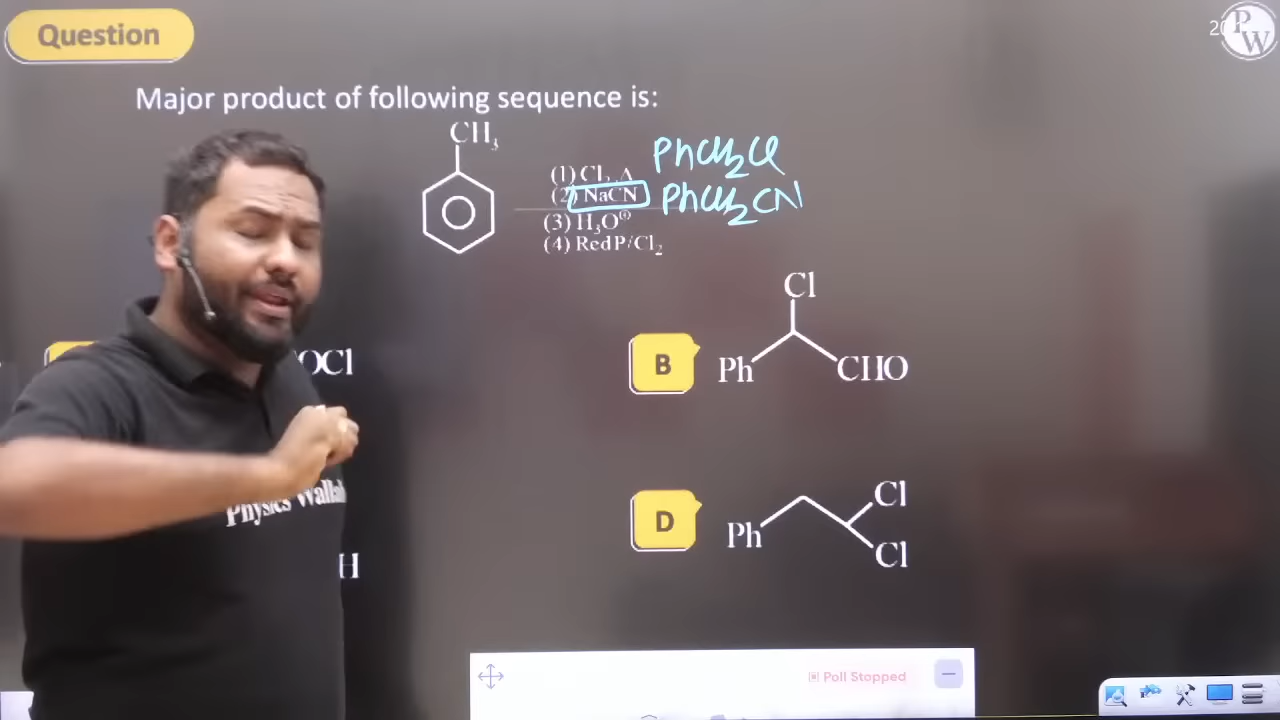 Question
PW
Major product of following sequence is:
CH₃
(1) Cl₂, Δ PhCH₂Cl
(2) NaCN PhCH₂CN
(3) H₃O⊕
(4) Red P/Cl₂
Cl
B
Ph
CHO
OCl
Physics Wallah
Cl
D
Ph
Cl
H
Poll Stopped